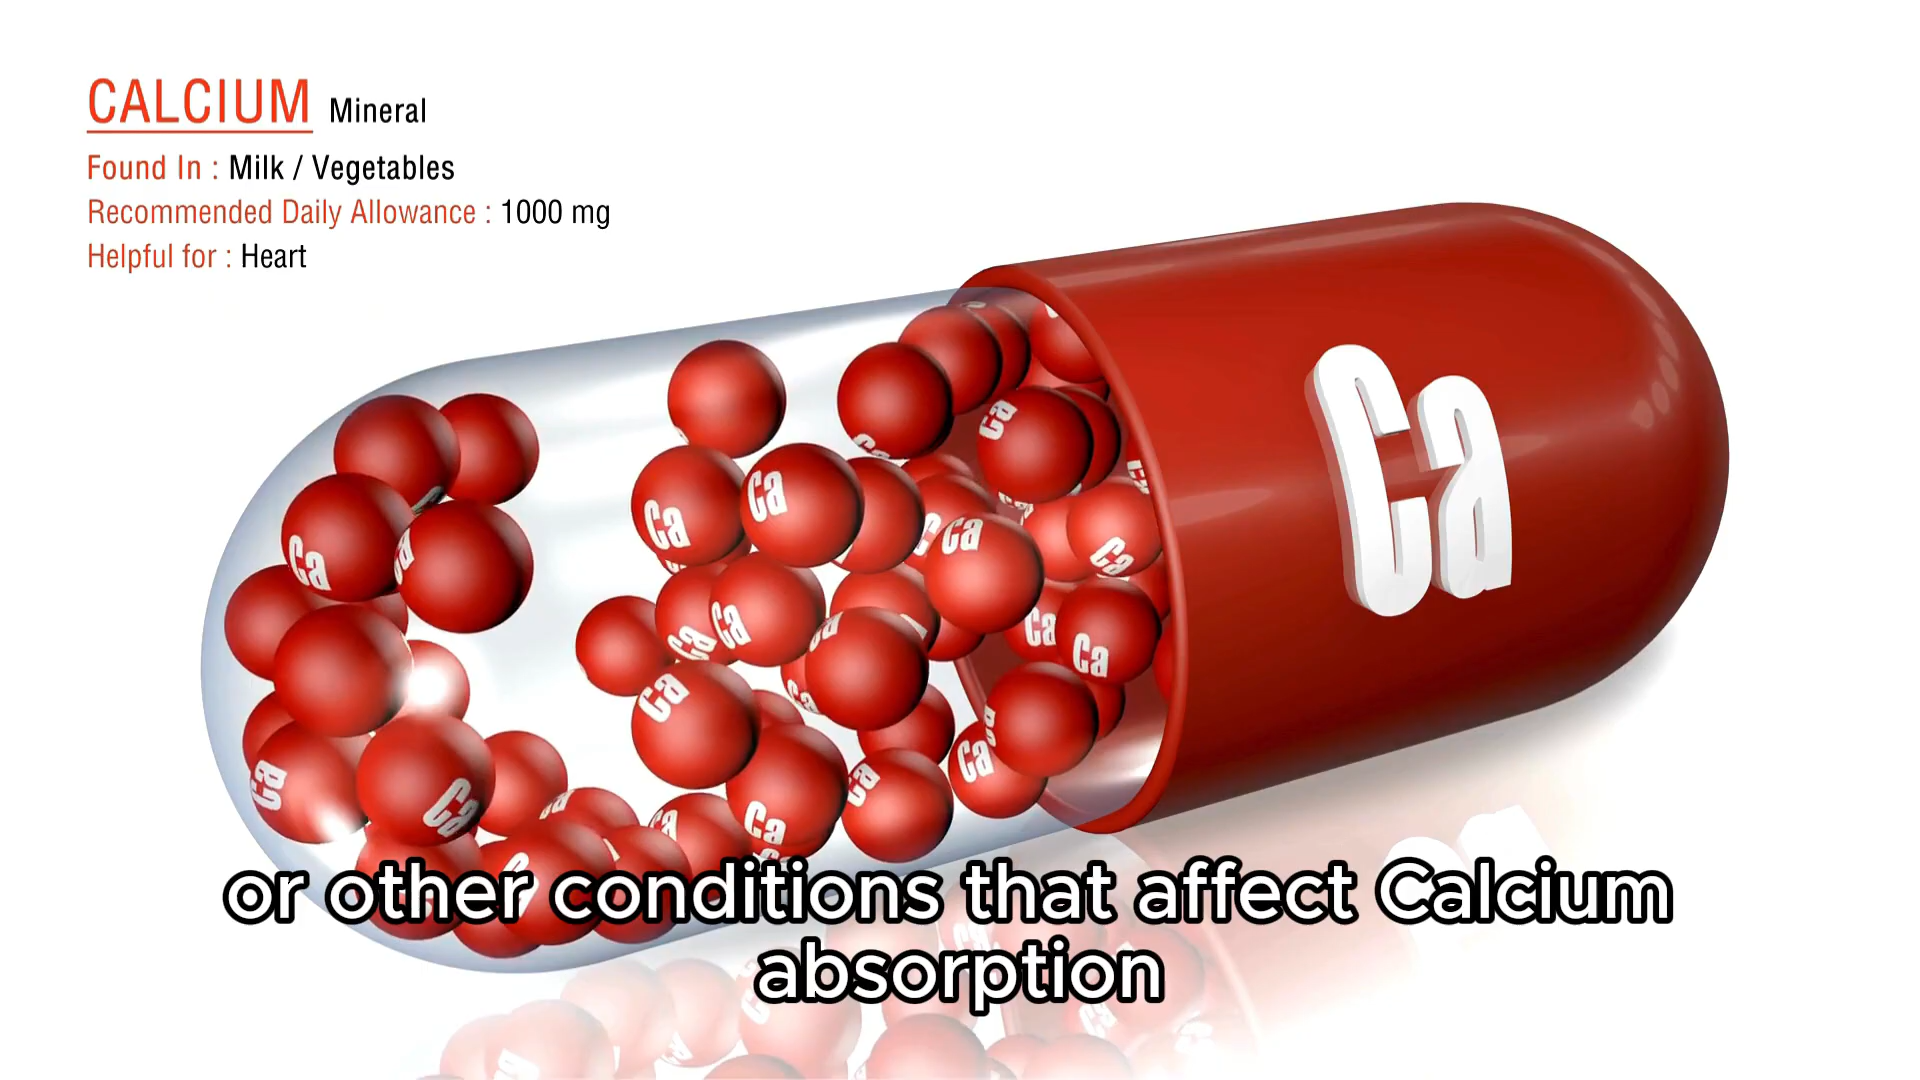 CALCIUM Mineral
Found In : Milk / Vegetables
Recommended Daily Allowance : 1000 mg
Helpful for : Heart
Ca
or other conditions that affect Calcium
absorption